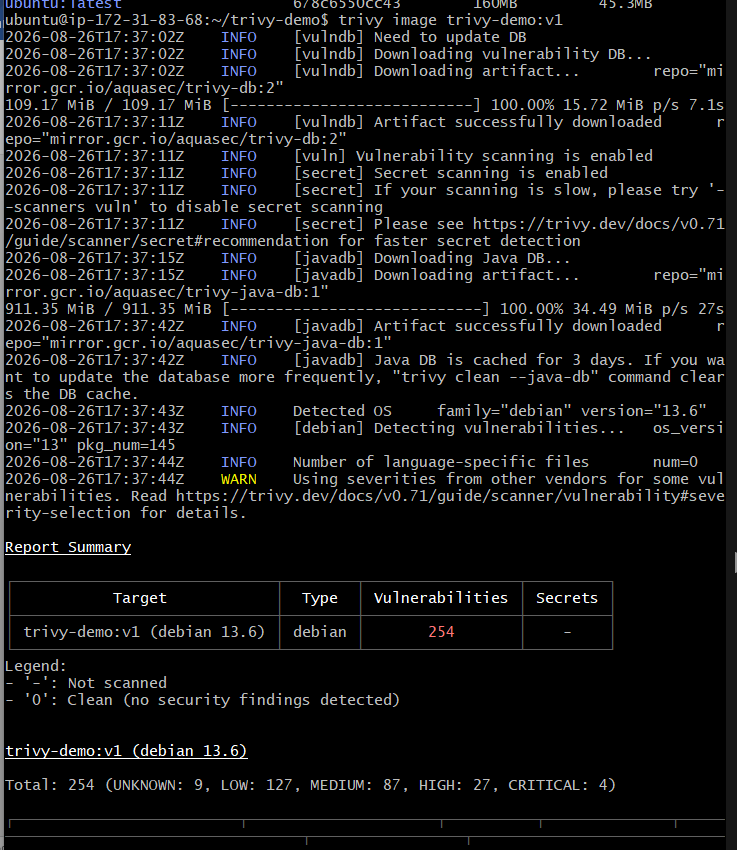 ubuntu:latest 678c6550cc43 160MB 45.3MB
ubuntu@ip-172-31-83-68:~/trivy-demo$ trivy image trivy-demo:v1
2026-08-26T17:37:02Z INFO [vulndb] Need to update DB
2026-08-26T17:37:02Z INFO [vulndb] Downloading vulnerability DB...
2026-08-26T17:37:02Z INFO [vulndb] Downloading artifact... repo="mi
rror.gcr.io/aquasec/trivy-db:2"
109.17 MiB / 109.17 MiB [---------------------------] 100.00% 15.72 MiB p/s 7.1s
2026-08-26T17:37:11Z INFO [vulndb] Artifact successfully downloaded r
epo="mirror.gcr.io/aquasec/trivy-db:2"
2026-08-26T17:37:11Z INFO [vuln] Vulnerability scanning is enabled
2026-08-26T17:37:11Z INFO [secret] Secret scanning is enabled
2026-08-26T17:37:11Z INFO [secret] If your scanning is slow, please try '-
-scanners vuln' to disable secret scanning
2026-08-26T17:37:11Z INFO [secret] Please see https://trivy.dev/docs/v0.71
/guide/scanner/secret#recommendation for faster secret detection
2026-08-26T17:37:15Z INFO [javadb] Downloading Java DB...
2026-08-26T17:37:15Z INFO [javadb] Downloading artifact... repo="mi
rror.gcr.io/aquasec/trivy-java-db:1"
911.35 MiB / 911.35 MiB [----------------------------] 100.00% 34.49 MiB p/s 27s
2026-08-26T17:37:42Z INFO [javadb] Artifact successfully downloaded r
epo="mirror.gcr.io/aquasec/trivy-java-db:1"
2026-08-26T17:37:42Z INFO [javadb] Java DB is cached for 3 days. If you wa
nt to update the database more frequently, "trivy clean --java-db" command clear
s the DB cache.
2026-08-26T17:37:43Z INFO Detected OS family="debian" version="13.6"
2026-08-26T17:37:43Z INFO [debian] Detecting vulnerabilities... os_versi
on="13" pkg_num=145
2026-08-26T17:37:44Z INFO Number of language-specific files num=0
2026-08-26T17:37:44Z WARN Using severities from other vendors for some vul
nerabilities. Read https://trivy.dev/docs/v0.71/guide/scanner/vulnerability#seve
rity-selection for details.
Report Summary
Target Type Vulnerabilities Secrets
trivy-demo:v1 (debian 13.6) debian 254 -
Legend:
- '-': Not scanned
- '0': Clean (no security findings detected)
trivy-demo:v1 (debian 13.6)
Total: 254 (UNKNOWN: 9, LOW: 127, MEDIUM: 87, HIGH: 27, CRITICAL: 4)